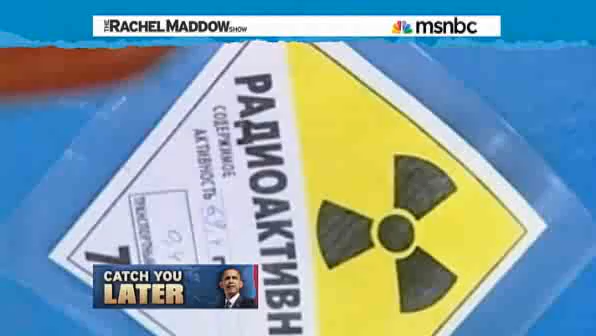 THE RACHEL MADDOW SHOW
msnbc
РАДИОАКТИВН
СОДЕРЖИМОЕ
АКТИВНОСТЬ
7
CATCH YOU
LATER